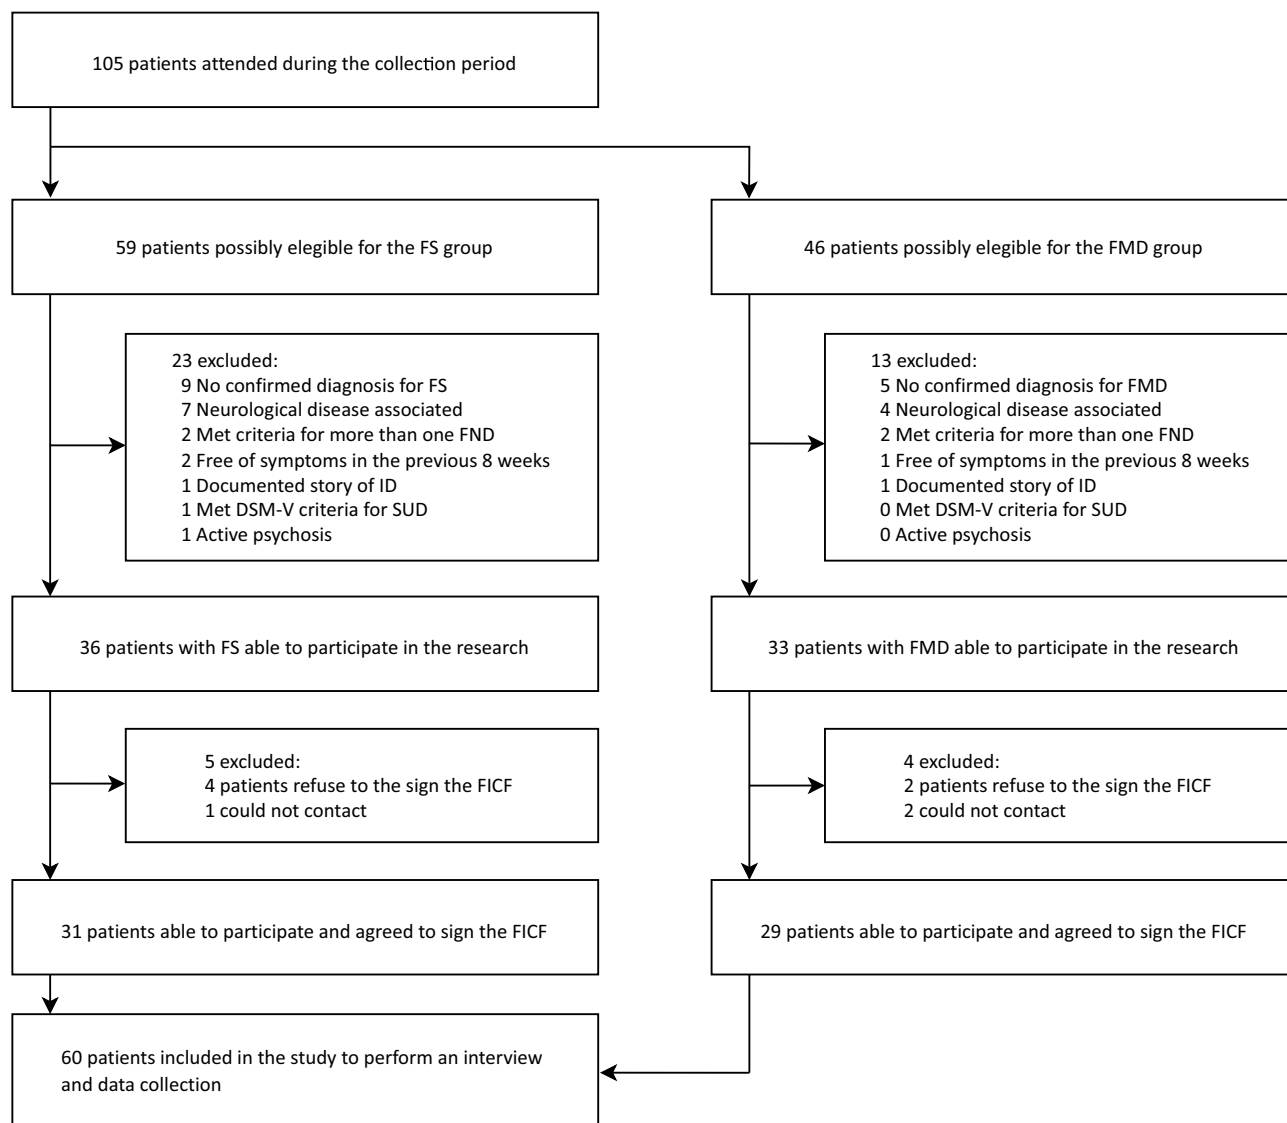 105 patients attended during the collection period
59 patients possibly elegible for the FS group
46 patients possibly elegible for the FMD group
23 excluded:
9 No confirmed diagnosis for FS
7 Neurological disease associated
2 Met criteria for more than one FND
2 Free of symptoms in the previous 8 weeks
1 Documented story of ID
1 Met DSM-V criteria for SUD
1 Active psychosis
13 excluded:
5 No confirmed diagnosis for FMD
4 Neurological disease associated
2 Met criteria for more than one FND
1 Free of symptoms in the previous 8 weeks
1 Documented story of ID
0 Met DSM-V criteria for SUD
0 Active psychosis
36 patients with FS able to participate in the research
33 patients with FMD able to participate in the research
5 excluded:
4 patients refuse to the sign the FICF
1 could not contact
4 excluded:
2 patients refuse to the sign the FICF
2 could not contact
31 patients able to participate and agreed to sign the FICF
29 patients able to participate and agreed to sign the FICF
60 patients included in the study to perform an interview
and data collection